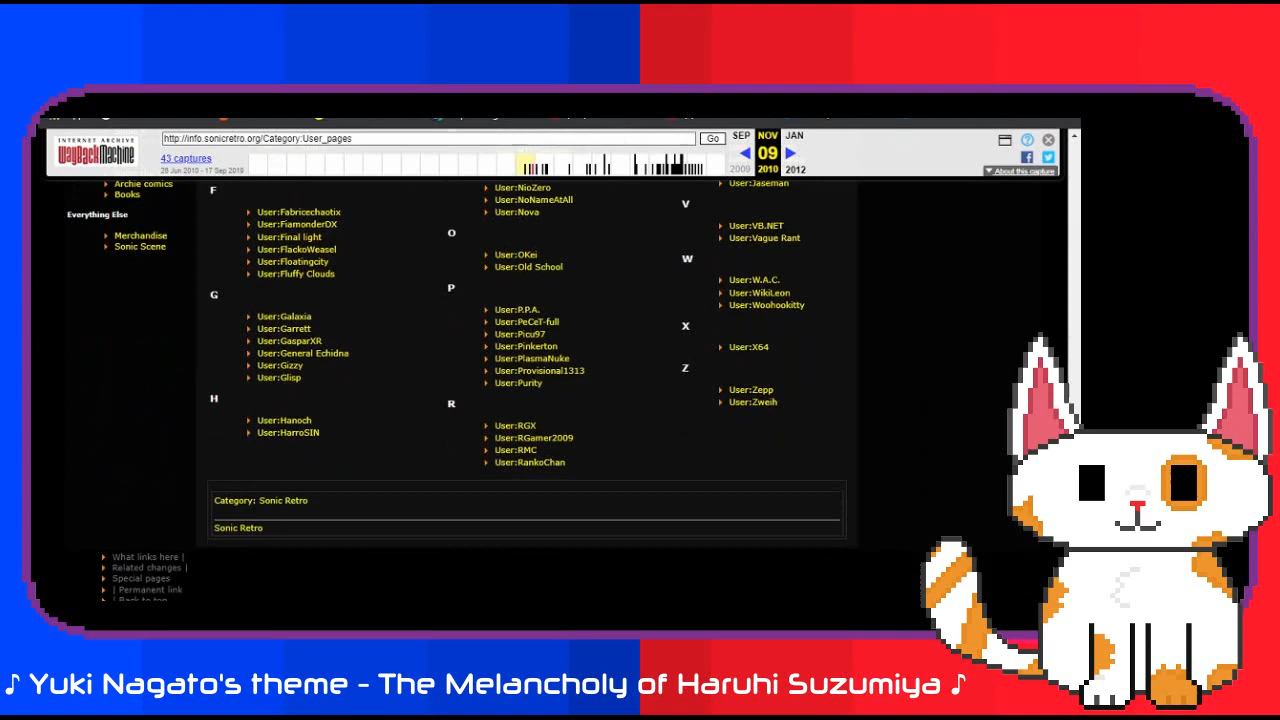 INTERNET ARCHIVE
WayBackMachine
http://info.sonicretro.org/Category:User_pages
Go
SEP
NOV
JAN
43 captures
28 Jun 2010 - 17 Sep 2019
09
2009
2010
2012
About this capture
Archie comics
Books
Everything Else
Merchandise
Sonic Scene
F
User:Fabricechaotix
User:FiamonderDX
User:Final light
User:FlackoWeasel
User:Floatingcity
User:Fluffy Clouds
G
User:Galaxia
User:Garrett
User:GasparXR
User:General Echidna
User:Gizzy
User:Glisp
H
User:Hanoch
User:HarroSIN
User:NioZero
User:NoNameAtAll
User:Nova
O
User:OKei
User:Old School
P
User:P.P.A.
User:PeCeT-full
User:Picu97
User:Pinkerton
User:PlasmaNuke
User:Provisional1313
User:Purity
R
User:RGX
User:RGamer2009
User:RMC
User:RankoChan
User:Jaseman
V
User:VB.NET
User:Vague Rant
W
User:W.A.C.
User:WikiLeon
User:Woohookitty
X
User:X64
Z
User:Zepp
User:Zweih
Category: Sonic Retro
Sonic Retro
What links here |
Related changes |
Special pages
| Permanent link
| Back to top
♪ Yuki Nagato's theme - The Melancholy of Haruhi Suzumiya ♪